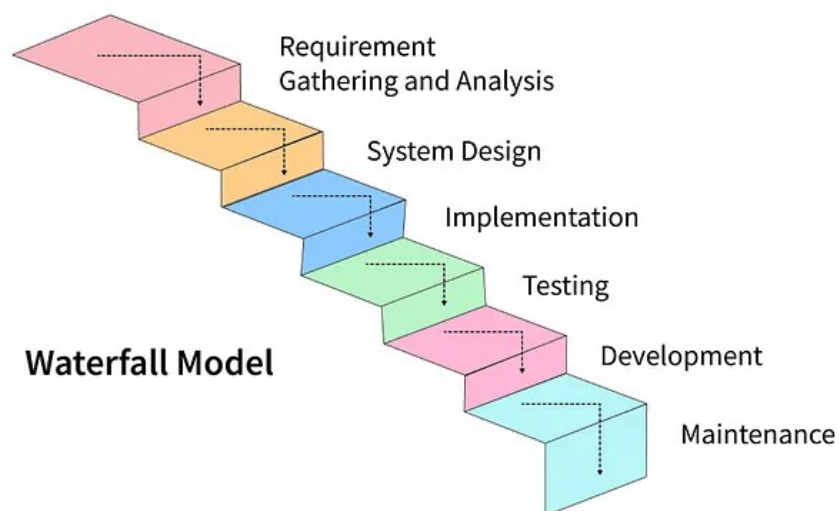 Requirement
Gathering and Analysis
System Design
Implementation
Testing
Waterfall Model
Development
Maintenance